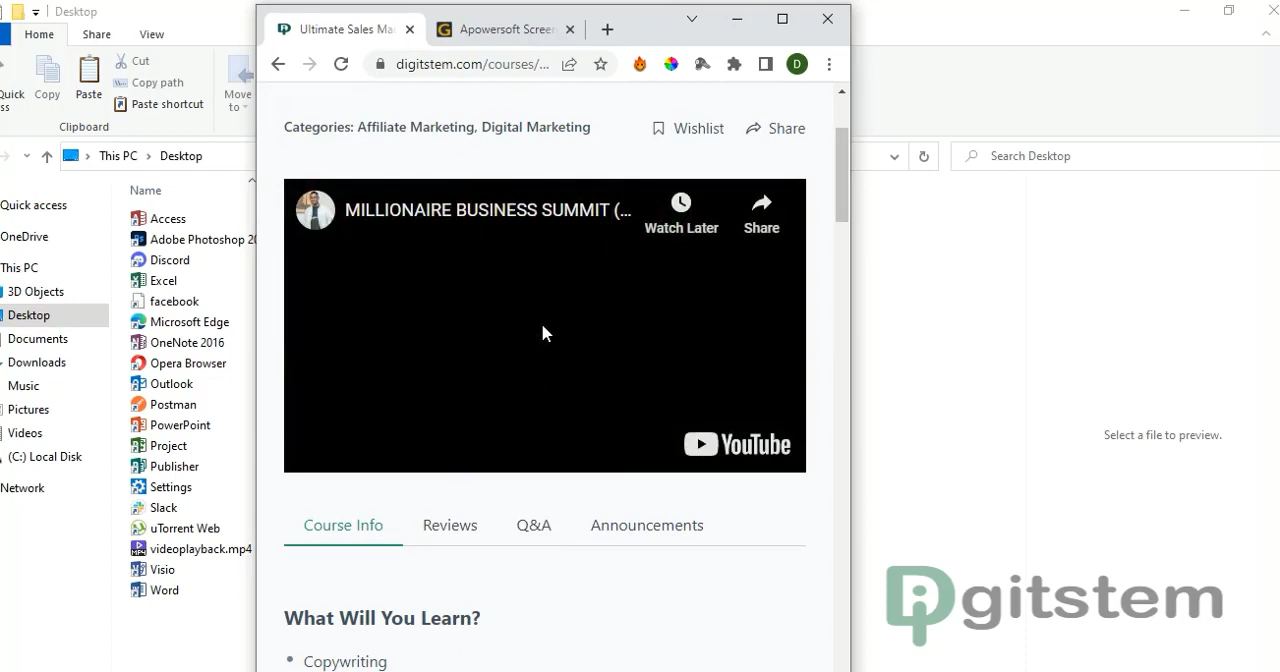 Desktop
Home
Share
View
Quick
ss
Copy
Paste
Cut
Copy path
Paste shortcut
Move
to
Clipboard
This PC
Desktop
Search Desktop
Quick access
OneDrive
This PC
3D Objects
Desktop
Documents
Downloads
Music
Pictures
Videos
(C:) Local Disk
Network
Name
Access
Adobe Photoshop 20
Discord
Excel
facebook
Microsoft Edge
OneNote 2016
Opera Browser
Outlook
Postman
PowerPoint
Project
Publisher
Settings
Slack
uTorrent Web
videoplayback.mp4
Visio
Word
Ultimate Sales Ma
Apowersoft Screen
digitstem.com/courses/...
D
Categories: Affiliate Marketing, Digital Marketing
Wishlist
Share
MILLIONAIRE BUSINESS SUMMIT (...
Watch Later
Share
YouTube
Course Info
Reviews
Q&A
Announcements
What Will You Learn?
• Copywriting
Select a file to preview.
Digitstem